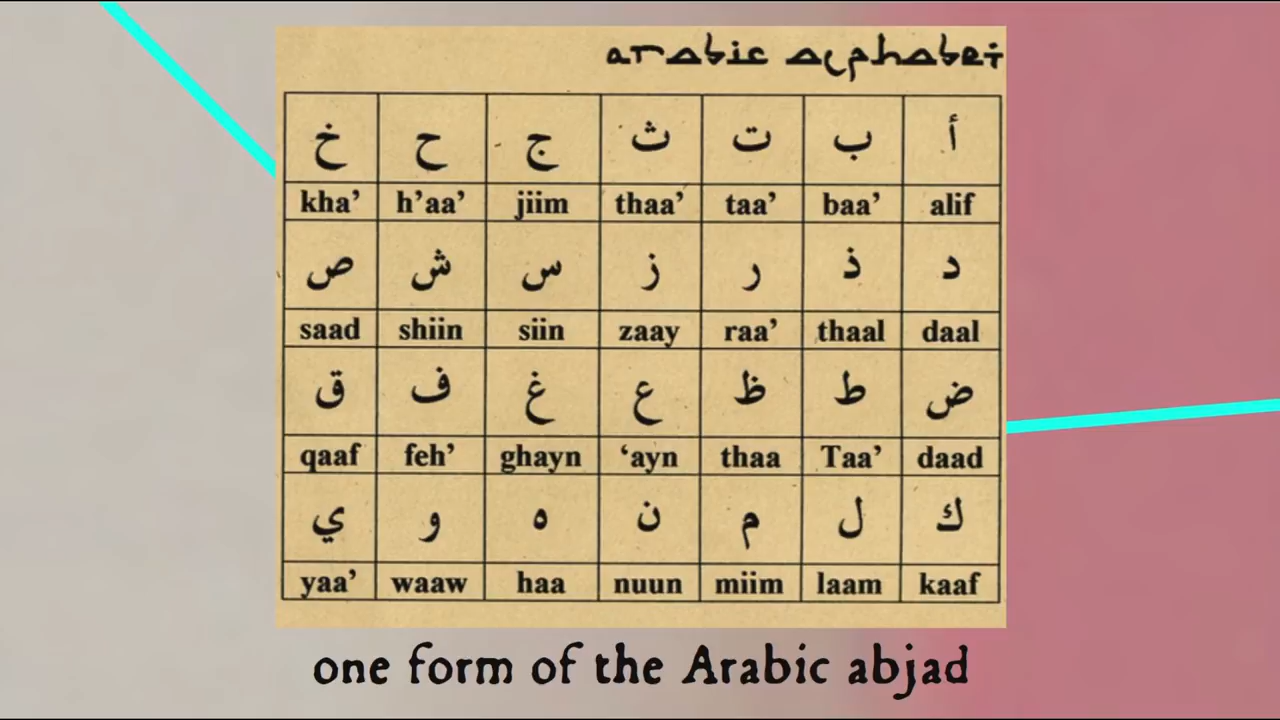 arabic alphabet
أ ب ت ث ج ح خ
alif baa’ taa’ thaa’ jiim h’aa’ kha’
د ذ ر ز س ش ص
daal thaal raa’ zaay siin shiin saad
ض ط ظ ع غ ف ق
daad Taa’ thaa ‘ayn ghayn feh’ qaaf
ك ل م ن ه و ي
kaaf laam miim nuun haa waaw yaa’
one form of the Arabic abjad